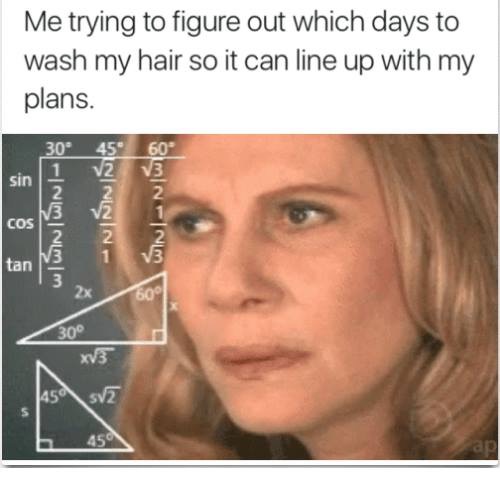 Me trying to figure out which days to
wash my hair so it can line up with my
plans.
30° 45° 60°
sin 1/2 √2/2 √3/2
cos √3/2 √2/2 1/2
tan √3/3 1 √3
2x 60°
x
30°
x√3
45° s√2
s
45°
ap